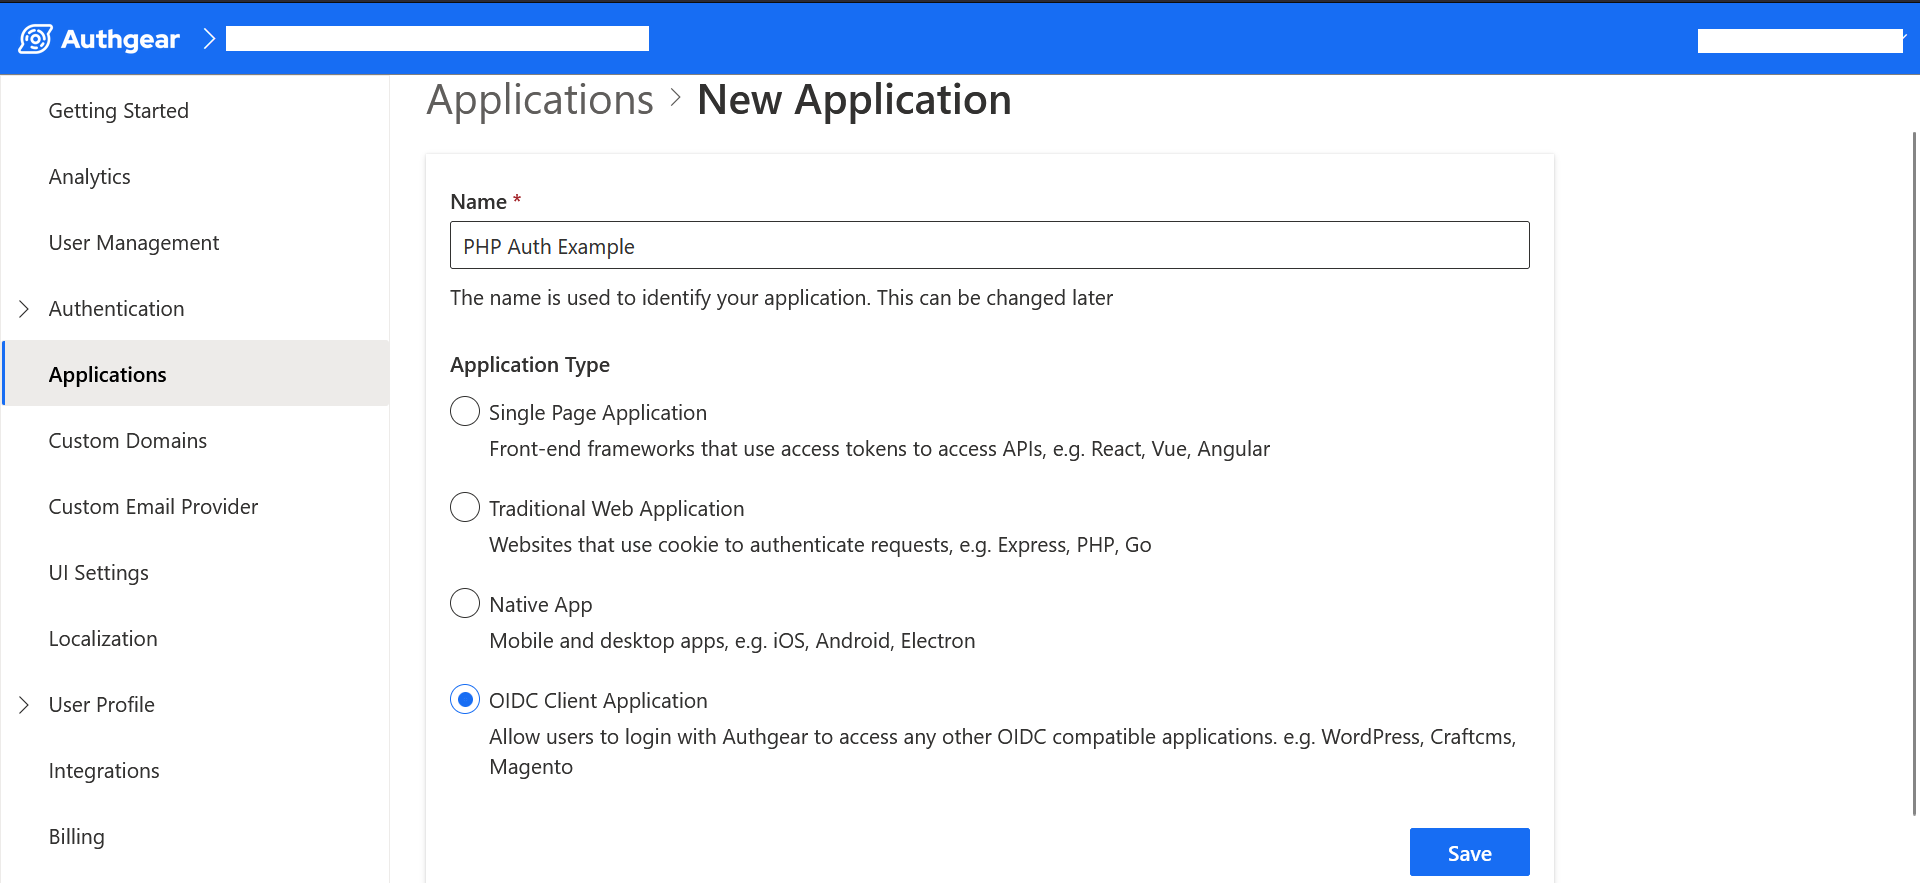 Authgear
Applications > New Application
Getting Started
Analytics
User Management
Authentication
Applications
Custom Domains
Custom Email Provider
UI Settings
Localization
User Profile
Integrations
Billing
Name *
PHP Auth Example
The name is used to identify your application. This can be changed later
Application Type
Single Page Application
Front-end frameworks that use access tokens to access APIs, e.g. React, Vue, Angular
Traditional Web Application
Websites that use cookie to authenticate requests, e.g. Express, PHP, Go
Native App
Mobile and desktop apps, e.g. iOS, Android, Electron
OIDC Client Application
Allow users to login with Authgear to access any other OIDC compatible applications. e.g. WordPress, Craftcms,
Magento
Save